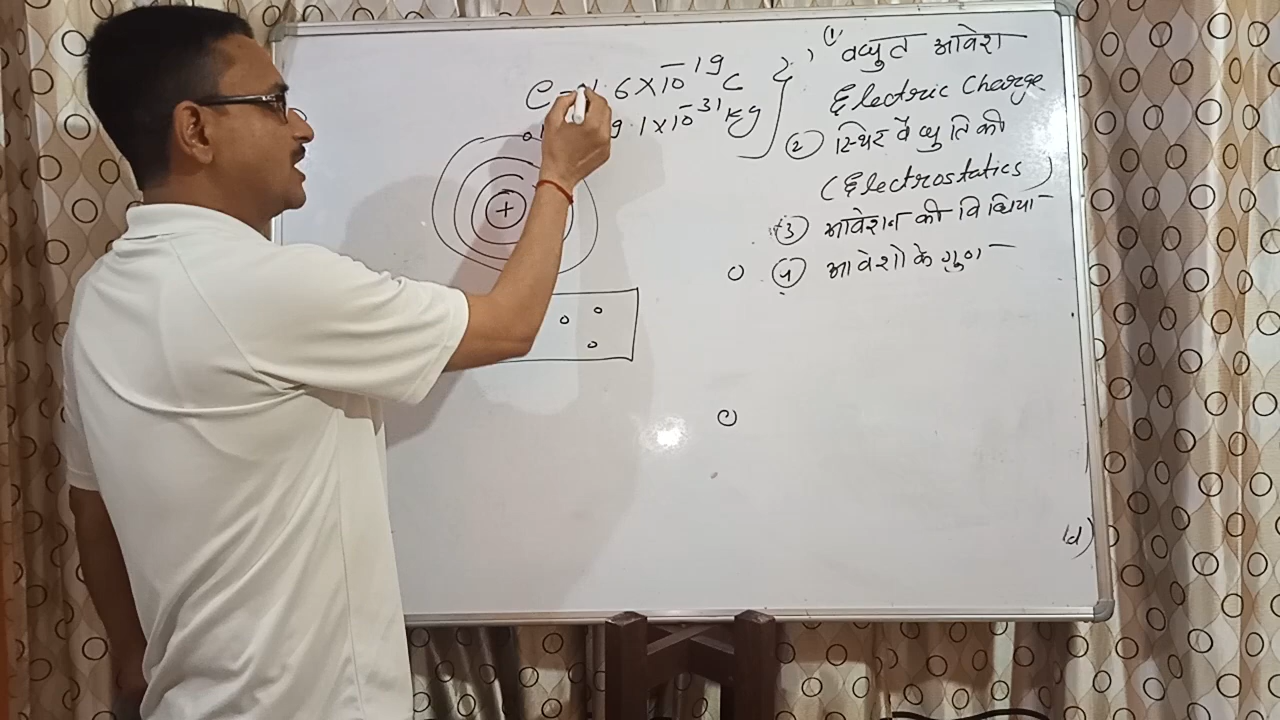 e = 1.6×10⁻¹⁹ C
9.1×10⁻³¹ kg
+
(1) वद्युत आवेश
Electric Charge
(2) स्थिर वैद्युतिकी
(Electrostatics)
(3) आवेशन की विधिया
(4) आवेशो के गुण